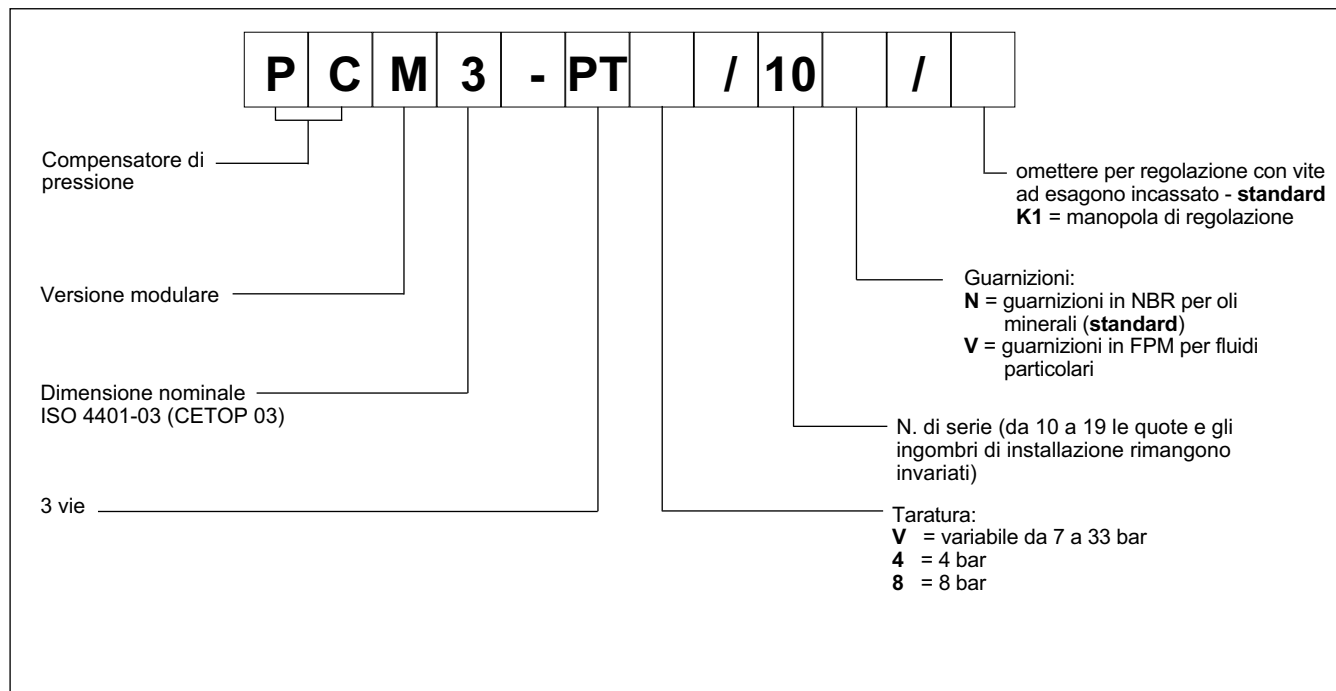 P C M 3 - PT / 10 /
Compensatore di
pressione
omettere per regolazione con vite
ad esagono incassato - standard
K1 = manopola di regolazione
Versione modulare
Guarnizioni:
N = guarnizioni in NBR per oli
minerali (standard)
V = guarnizioni in FPM per fluidi
particolari
Dimensione nominale
ISO 4401-03 (CETOP 03)
N. di serie (da 10 a 19 le quote e gli
ingombri di installazione rimangono
invariati)
3 vie
Taratura:
V = variabile da 7 a 33 bar
4 = 4 bar
8 = 8 bar